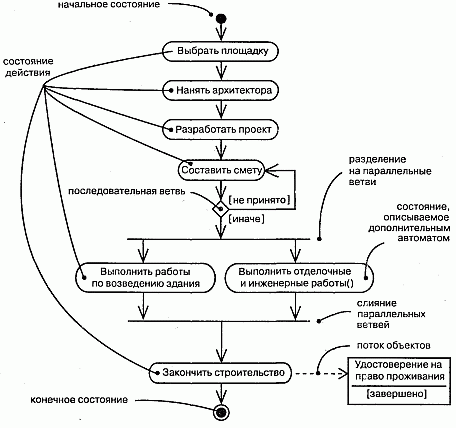 начальное состояние
Выбрать площадку
состояние
действия
Нанять архитектора
Разработать проект
Составить смету
разделение
на параллельные
ветви
последовательная ветвь
[не принято]
[иначе]
состояние,
описываемое
дополнительным
автоматом
Выполнить работы
по возведению здания
Выполнить отделочные
и инженерные работы()
слияние
параллельных
ветвей
поток объектов
Закончить строительство
Удостоверение на
право проживания
[завершено]
конечное состояние